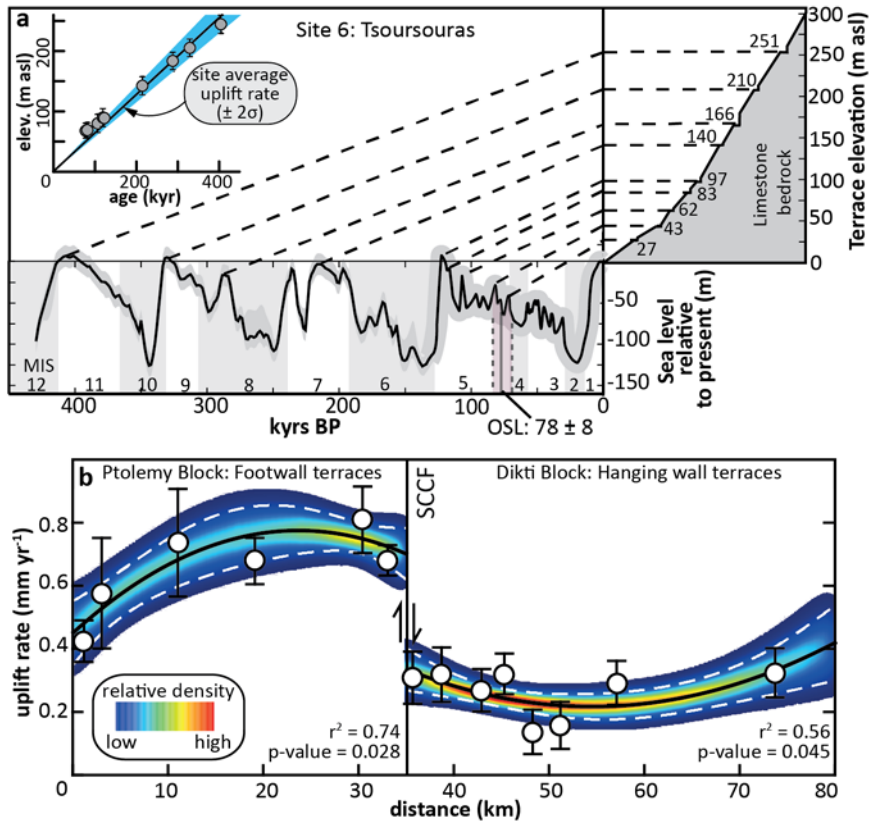 a
Site 6: Tsoursouras
elev. (m asl)
200
100
0
200
400
age (kyr)
site average
uplift rate
(± 2σ)
251
210
166
140
97
83
62
43
27
Limestone
bedrock
Terrace elevation (m asl)
300
250
200
150
100
50
0
-50
-100
-150
Sea level
relative
to present (m)
MIS
12
11
10
9
8
7
6
5
4
3
2
1
400
300
200
100
0
kyrs BP
OSL: 78 ± 8
b
Ptolemy Block: Footwall terraces
SCCF
Dikti Block: Hanging wall terraces
uplift rate (mm yr⁻¹)
0.8
0.6
0.4
0.2
0
relative density
low
high
r² = 0.74
p-value = 0.028
r² = 0.56
p-value = 0.045
0
10
20
30
40
50
60
70
80
distance (km)